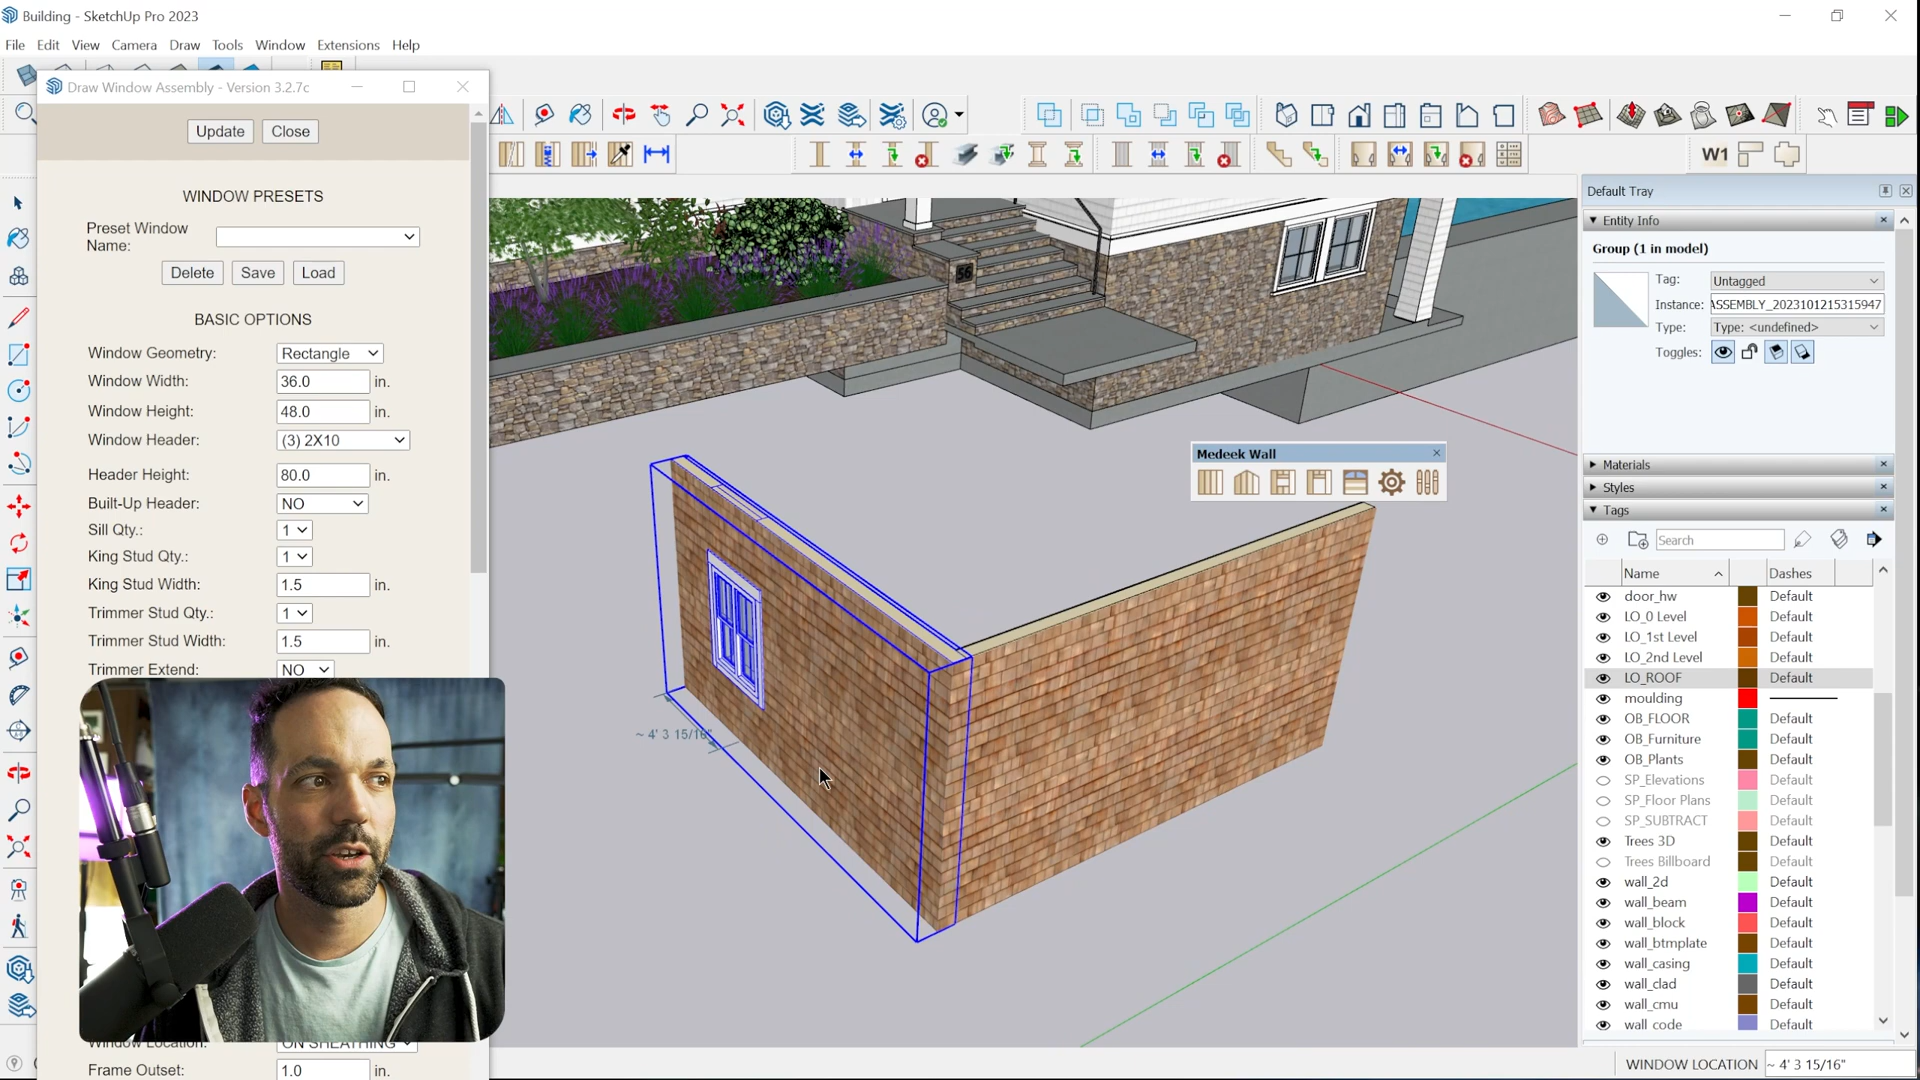 Building - SketchUp Pro 2023
File Edit View Camera Draw Tools Window Extensions Help
Draw Window Assembly - Version 3.2.7c
Update Close
WINDOW PRESETS
Preset Window
Name:
Delete Save Load
BASIC OPTIONS
Window Geometry: Rectangle
Window Width: 36.0 in.
Window Height: 48.0 in.
Window Header: (3) 2X10
Header Height: 80.0 in.
Built-Up Header: NO
Sill Qty.: 1
King Stud Qty.: 1
King Stud Width: 1.5 in.
Trimmer Stud Qty.: 1
Trimmer Stud Width: 1.5 in.
Trimmer Extend: NO
Window Location: ON SHEATHING
Frame Outset: 1.0 in.
W1
56
~ 4' 3 15/16"
Medeek Wall
Default Tray
Entity Info
Group (1 in model)
Tag: Untagged
Instance: ASSEMBLY_2023101215315947
Type: Type: <undefined>
Toggles:
Materials
Styles
Tags
Search
Name Dashes
door_hw Default
LO_0 Level Default
LO_1st Level Default
LO_2nd Level Default
LO_ROOF Default
moulding
OB_FLOOR Default
OB_Furniture Default
OB_Plants Default
SP_Elevations Default
SP_Floor Plans Default
SP_SUBTRACT Default
Trees 3D Default
Trees Billboard Default
wall_2d Default
wall_beam Default
wall_block Default
wall_btmplate Default
wall_casing Default
wall_clad Default
wall_cmu Default
wall_code Default
WINDOW LOCATION ~ 4' 3 15/16"